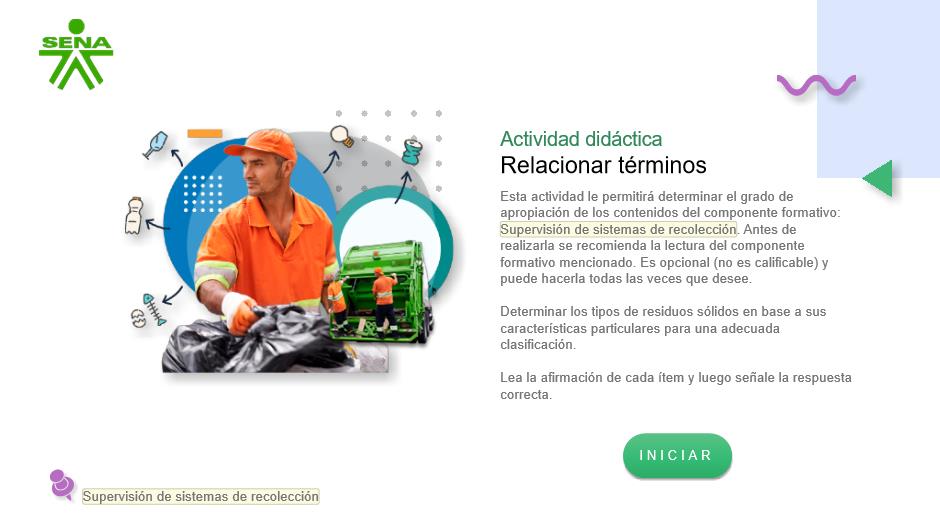 SENA
Actividad didáctica
Relacionar términos
Esta actividad le permitirá determinar el grado de
apropiación de los contenidos del componente formativo:
Supervisión de sistemas de recolección. Antes de
realizarla se recomienda la lectura del componente
formativo mencionado. Es opcional (no es calificable) y
puede hacerla todas las veces que desee.
Determinar los tipos de residuos sólidos en base a sus
características particulares para una adecuada
clasificación.
Lea la afirmación de cada ítem y luego señale la respuesta
correcta.
INICIAR
Supervisión de sistemas de recolección